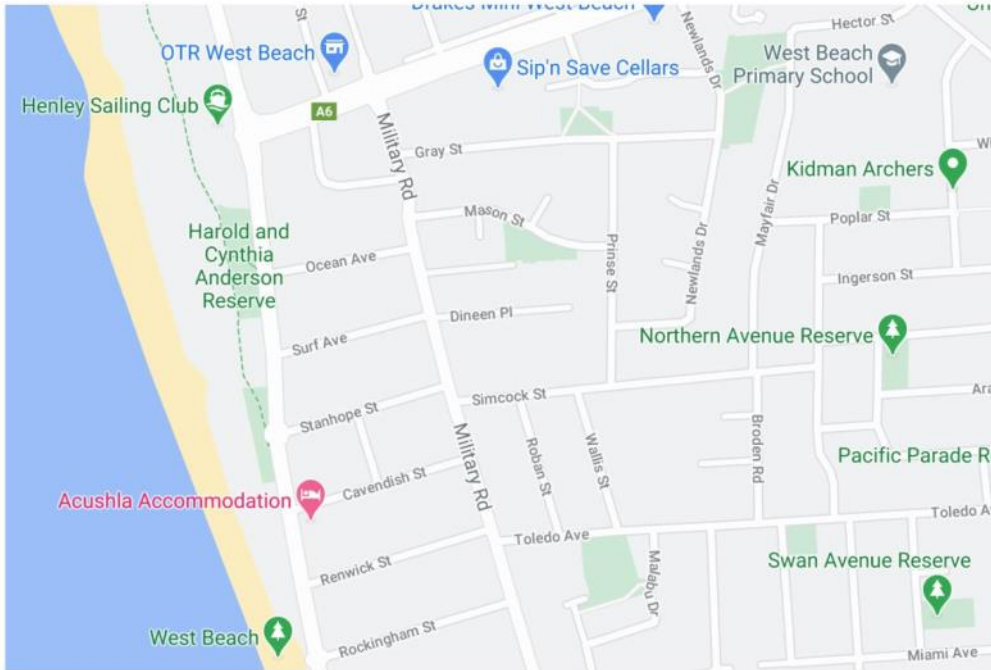 Drakes Mini West Beach
Un
St
Hector St
OTR West Beach
Newlands Dr
West Beach
Primary School
Sip'n Save Cellars
Henley Sailing Club
A6
Military Rd
Gray St
Wi
Kidman Archers
Mayfair Dr
Mason St
Poplar St
Harold and
Cynthia
Anderson
Reserve
Prinse St
Newlands Dr
Ocean Ave
Ingerson St
Dineen Pl
Surf Ave
Northern Avenue Reserve
Simcock St
Ara
Stanhope St
Broden Rd
Military Rd
Roban St
Wallis St
Pacific Parade R
Cavendish St
Acushla Accommodation
Toledo A
Toledo Ave
Renwick St
Malabu Dr
Swan Avenue Reserve
West Beach
Rockingham St
Miami Ave